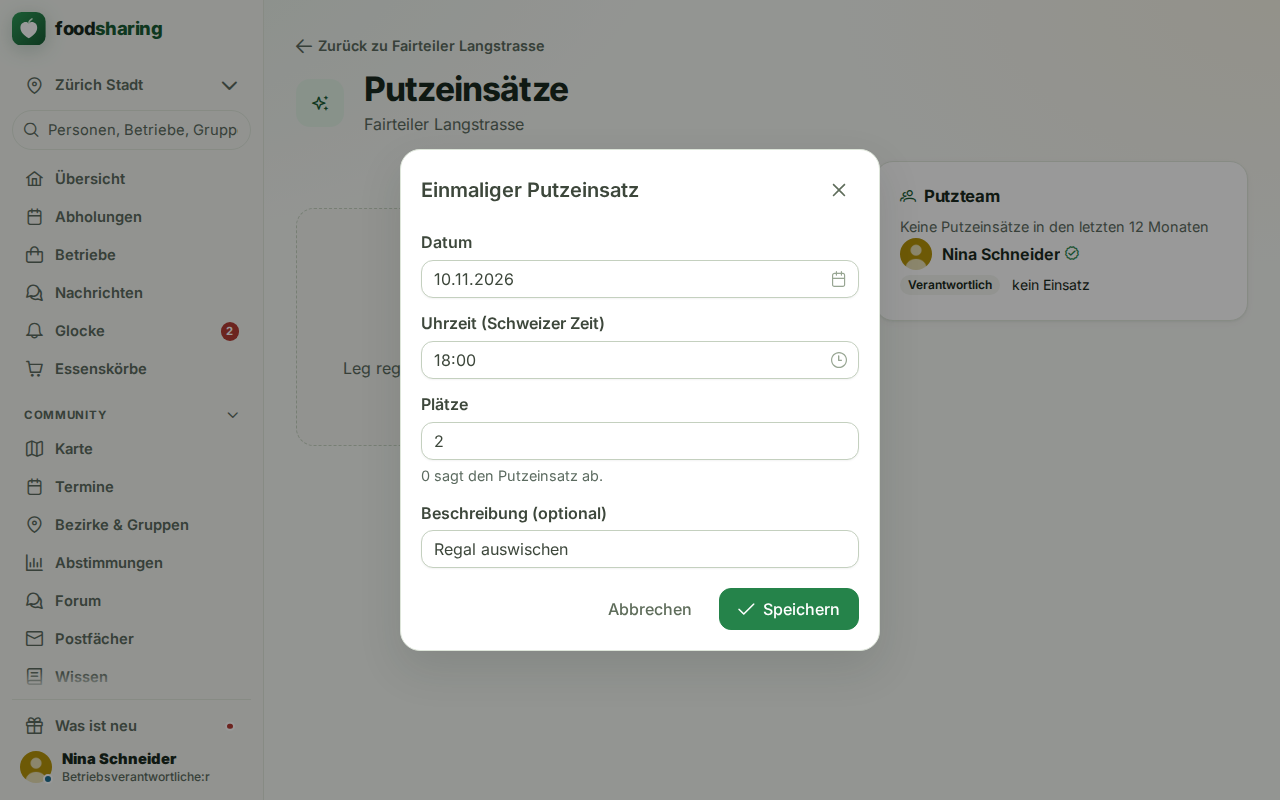 foodsharing
Zürich Stadt
Personen, Betriebe, Grupp
Übersicht
Abholungen
Betriebe
Nachrichten
Glocke 2
Essenskörbe
COMMUNITY
Karte
Termine
Bezirke & Gruppen
Abstimmungen
Forum
Postfächer
Wissen
Was ist neu
Nina Schneider
Betriebsverantwortliche:r
Zurück zu Fairteiler Langstrasse
Putzeinsätze
Fairteiler Langstrasse
Leg reg
Einmaliger Putzeinsatz
Datum
10.11.2026
Uhrzeit (Schweizer Zeit)
18:00
Plätze
2
0 sagt den Putzeinsatz ab.
Beschreibung (optional)
Regal auswischen
Abbrechen
Speichern
Putzteam
Keine Putzeinsätze in den letzten 12 Monaten
Nina Schneider
Verantwortlich kein Einsatz